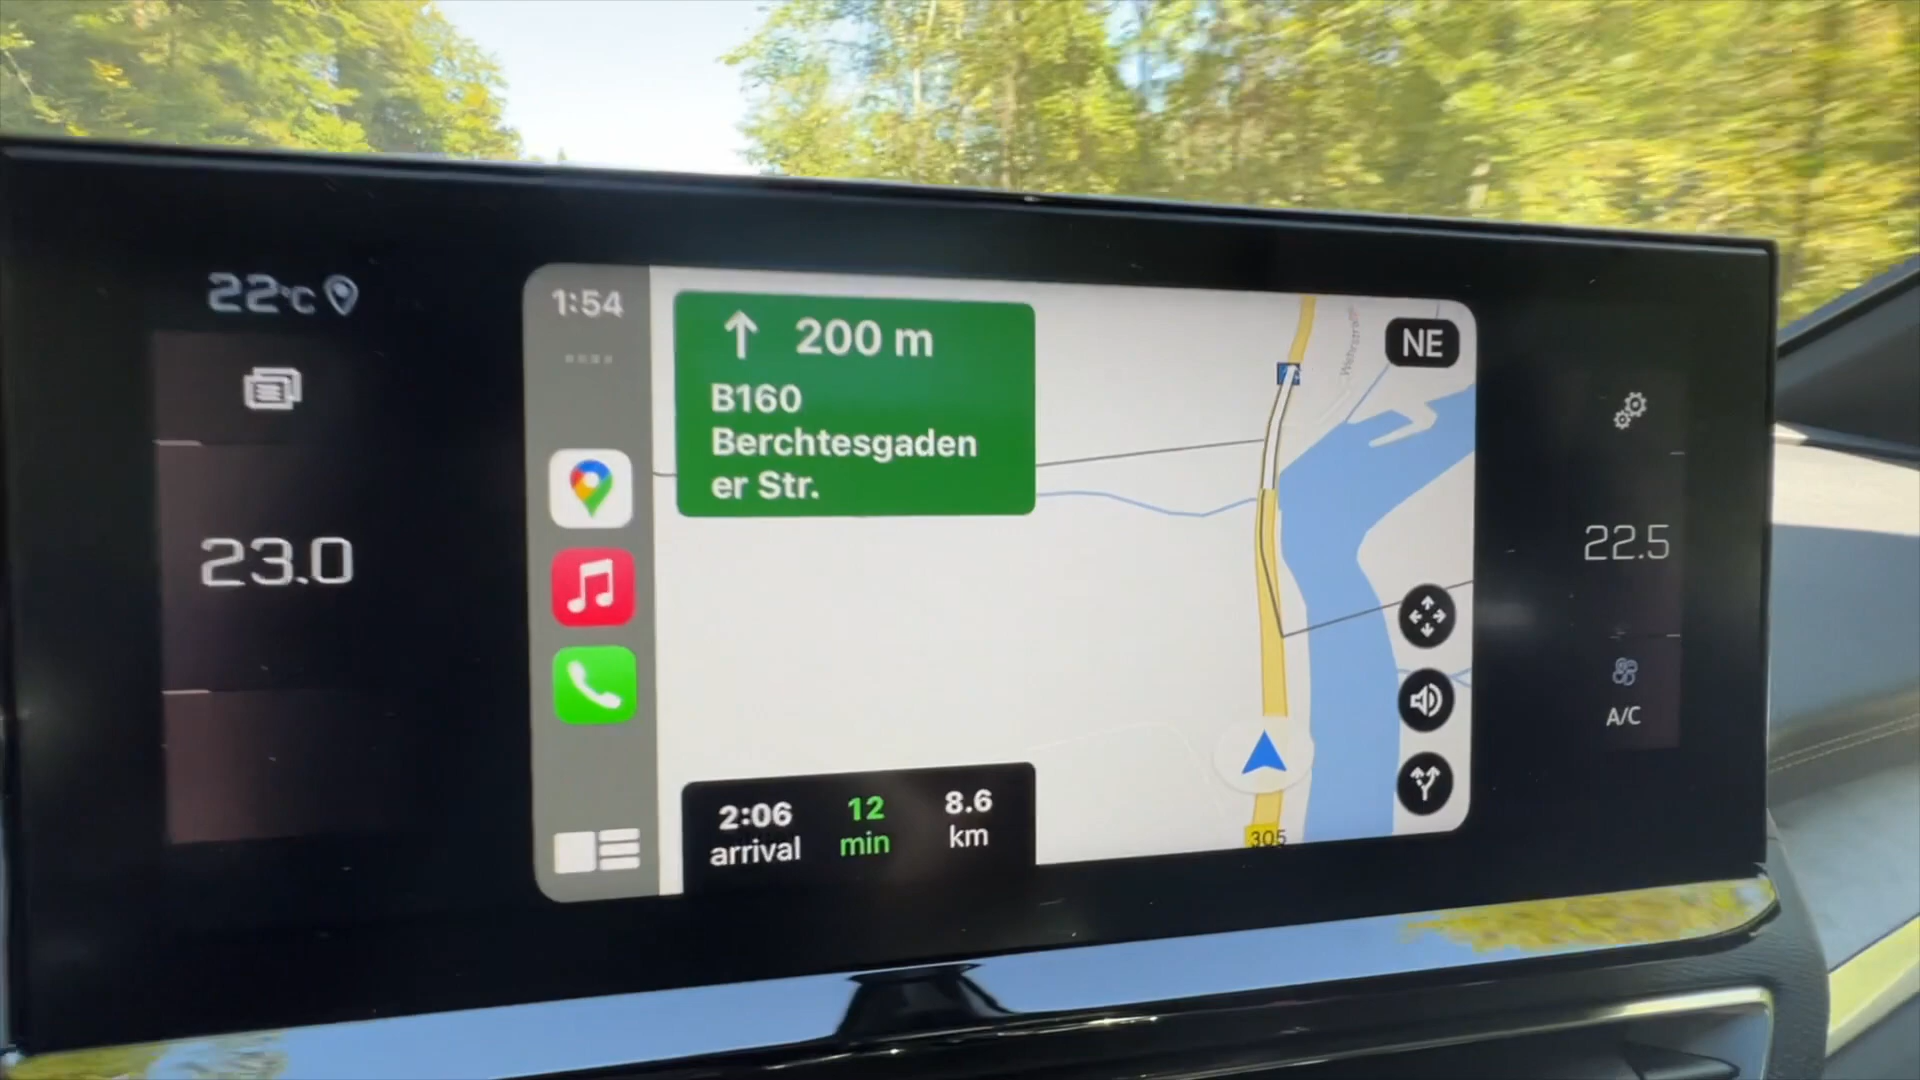 22°C
23.0
1:54
200 m
B160
Berchtesgaden
er Str.
NE
2:06
arrival
12
min
8.6
km
305
22.5
A/C